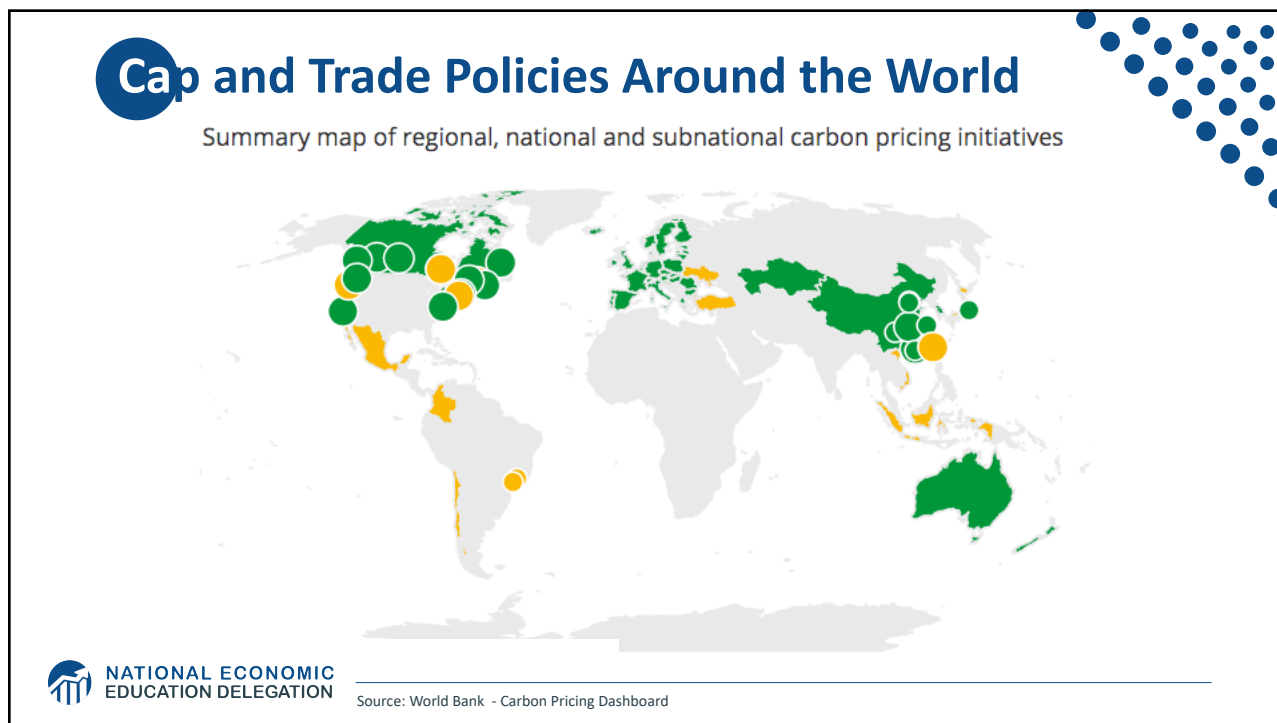 Cap and Trade Policies Around the World
Summary map of regional, national and subnational carbon pricing initiatives
NATIONAL ECONOMIC
EDUCATION DELEGATION
Source: World Bank - Carbon Pricing Dashboard